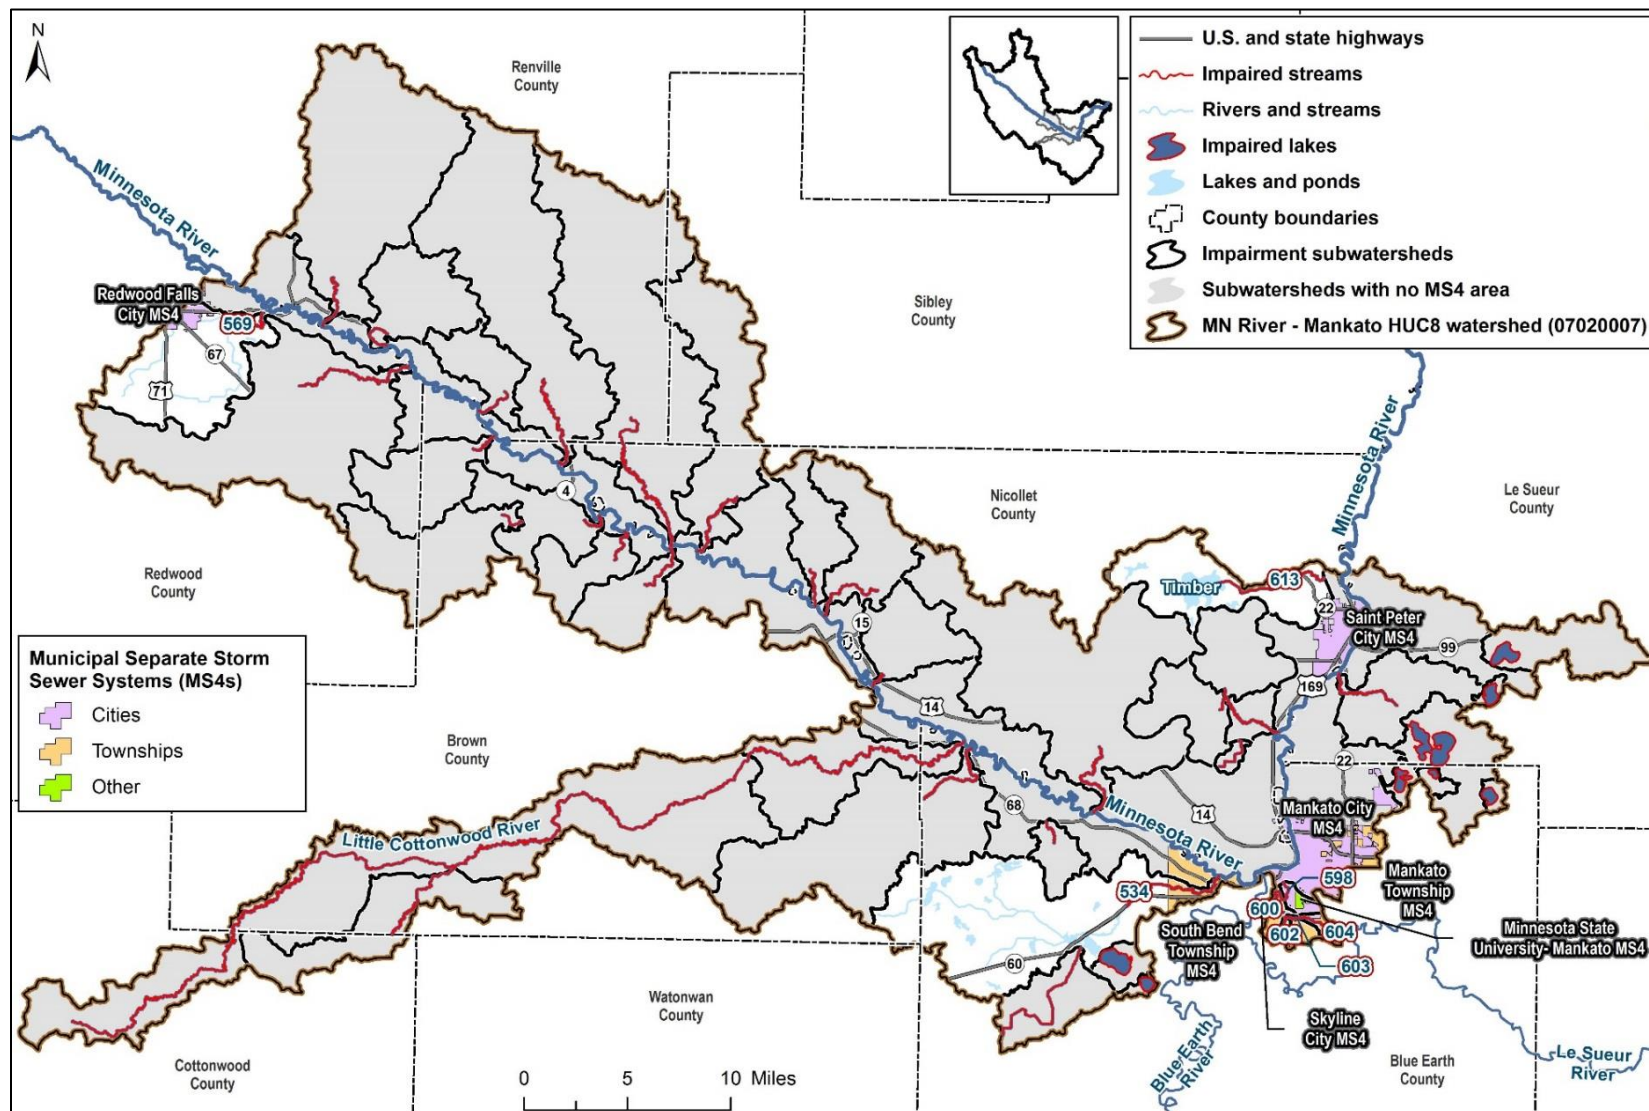 N
Renville
County
U.S. and state highways
Impaired streams
Rivers and streams
Impaired lakes
Lakes and ponds
County boundaries
Impairment subwatersheds
Subwatersheds with no MS4 area
MN River - Mankato HUC8 watershed (07020007)
Minnesota River
Redwood Falls
City MS4
569
67
71
Sibley
County
Minnesota River
4
Nicollet
County
Le Sueur
County
Redwood
County
Timber
613
22
Saint Peter
City MS4
15
99
169
14
Municipal Separate Storm
Sewer Systems (MS4s)
Cities
Townships
Other
Brown
County
22
68
14
Minnesota River
Mankato City
MS4
Little Cottonwood River
534
598
Mankato
Township
MS4
600
602
604
603
South Bend
Township
MS4
Minnesota State
University- Mankato MS4
60
Watonwan
County
Skyline
City MS4
Blue Earth
River
Blue Earth
County
Le Sueur
River
Cottonwood
County
0 5 10 Miles